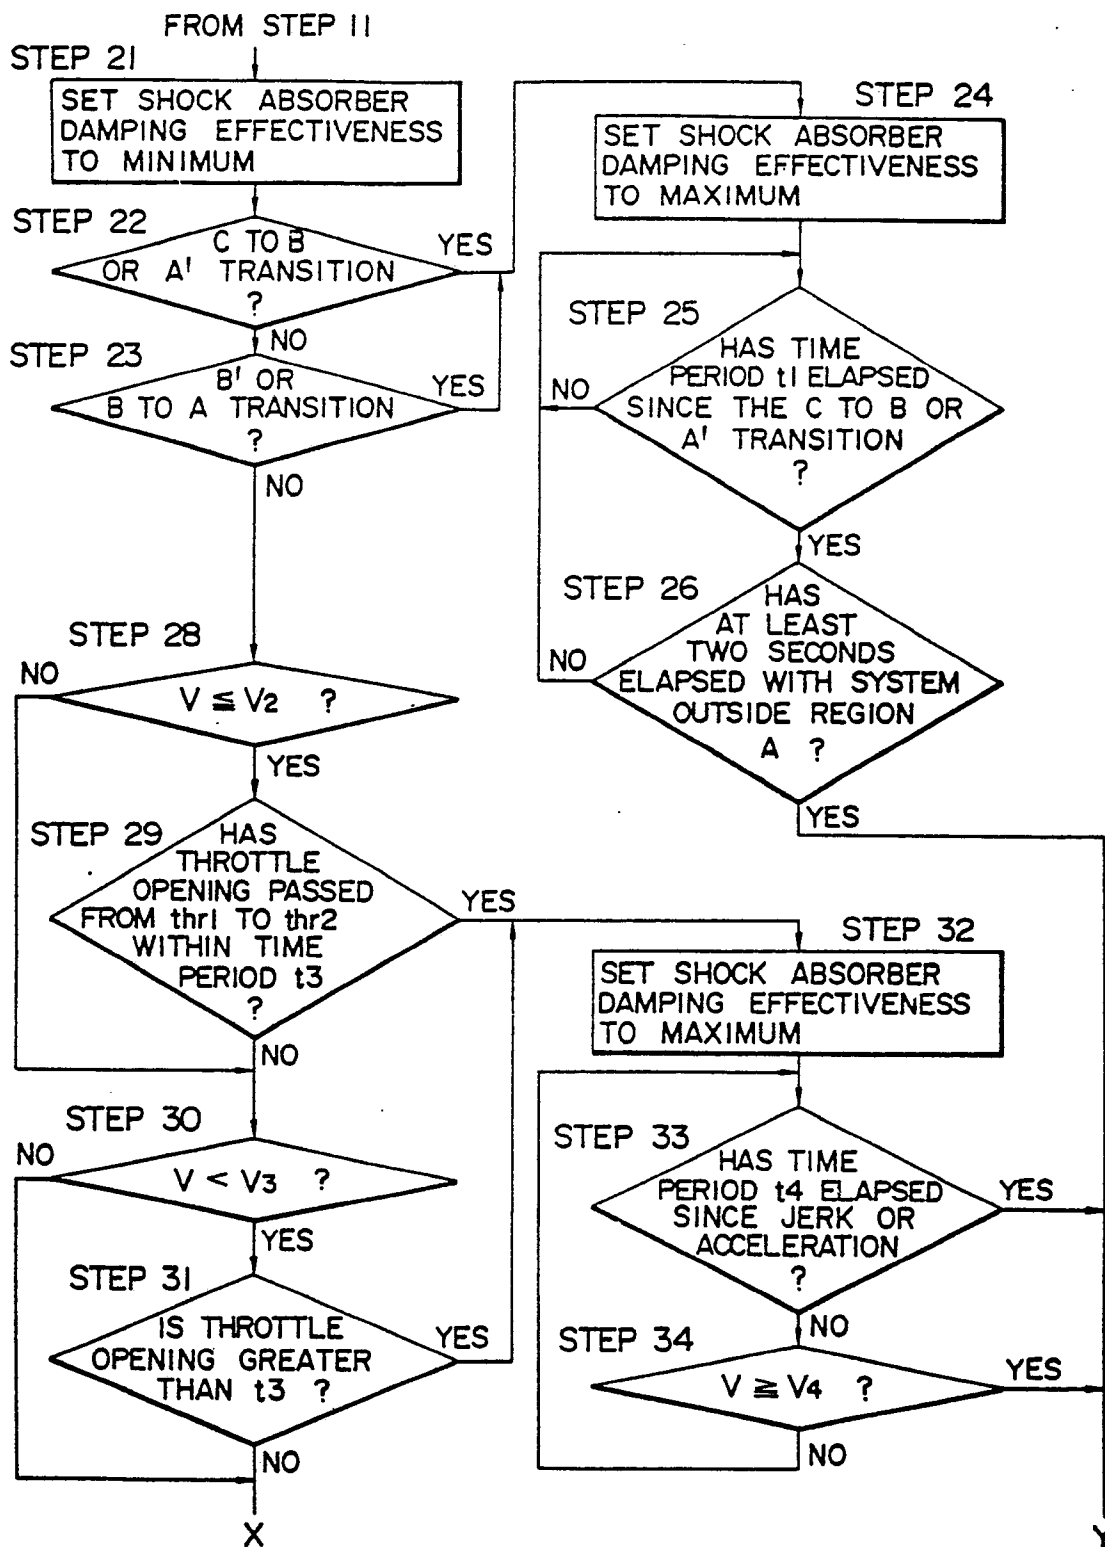 FROM STEP 11
STEP 21
SET SHOCK ABSORBER
DAMPING EFFECTIVENESS
TO MINIMUM
STEP 22
C TO B
OR A' TRANSITION
?
YES
NO
STEP 23
B' OR
B TO A TRANSITION
?
YES
NO
STEP 24
SET SHOCK ABSORBER
DAMPING EFFECTIVENESS
TO MAXIMUM
STEP 25
HAS TIME
PERIOD t1 ELAPSED
SINCE THE C TO B OR
A' TRANSITION
?
NO
YES
STEP 26
HAS
AT LEAST
TWO SECONDS
ELAPSED WITH SYSTEM
OUTSIDE REGION
A ?
NO
YES
STEP 28
V ≦ V2 ?
NO
YES
STEP 29
HAS
THROTTLE
OPENING PASSED
FROM thr1 TO thr2
WITHIN TIME
PERIOD t3
?
YES
NO
STEP 30
V < V3 ?
NO
YES
STEP 31
IS THROTTLE
OPENING GREATER
THAN t3 ?
YES
NO
X
STEP 32
SET SHOCK ABSORBER
DAMPING EFFECTIVENESS
TO MAXIMUM
STEP 33
HAS TIME
PERIOD t4 ELAPSED
SINCE JERK OR
ACCELERATION
?
YES
NO
STEP 34
V ≧ V4 ?
YES
NO
Y